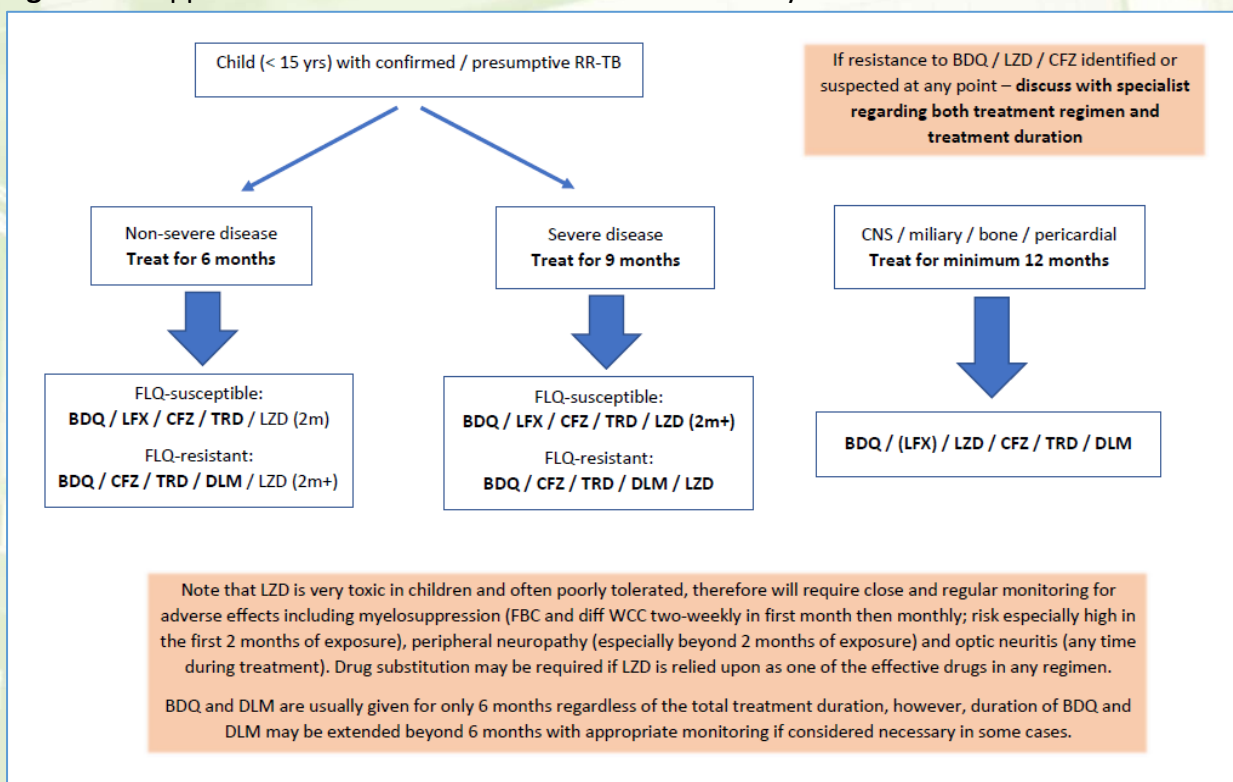 Child (< 15 yrs) with confirmed / presumptive RR-TB
If resistance to BDQ / LZD / CFZ identified or
suspected at any point – discuss with specialist
regarding both treatment regimen and
treatment duration
Non-severe disease
Treat for 6 months
Severe disease
Treat for 9 months
CNS / miliary / bone / pericardial
Treat for minimum 12 months
FLQ-susceptible:
BDQ / LFX / CFZ / TRD / LZD (2m)
FLQ-resistant:
BDQ / CFZ / TRD / DLM / LZD (2m+)
FLQ-susceptible:
BDQ / LFX / CFZ / TRD / LZD (2m+)
FLQ-resistant:
BDQ / CFZ / TRD / DLM / LZD
BDQ / (LFX) / LZD / CFZ / TRD / DLM
Note that LZD is very toxic in children and often poorly tolerated, therefore will require close and regular monitoring for
adverse effects including myelosuppression (FBC and diff WCC two-weekly in first month then monthly; risk especially high in
the first 2 months of exposure), peripheral neuropathy (especially beyond 2 months of exposure) and optic neuritis (any time
during treatment). Drug substitution may be required if LZD is relied upon as one of the effective drugs in any regimen.
BDQ and DLM are usually given for only 6 months regardless of the total treatment duration, however, duration of BDQ and
DLM may be extended beyond 6 months with appropriate monitoring if considered necessary in some cases.